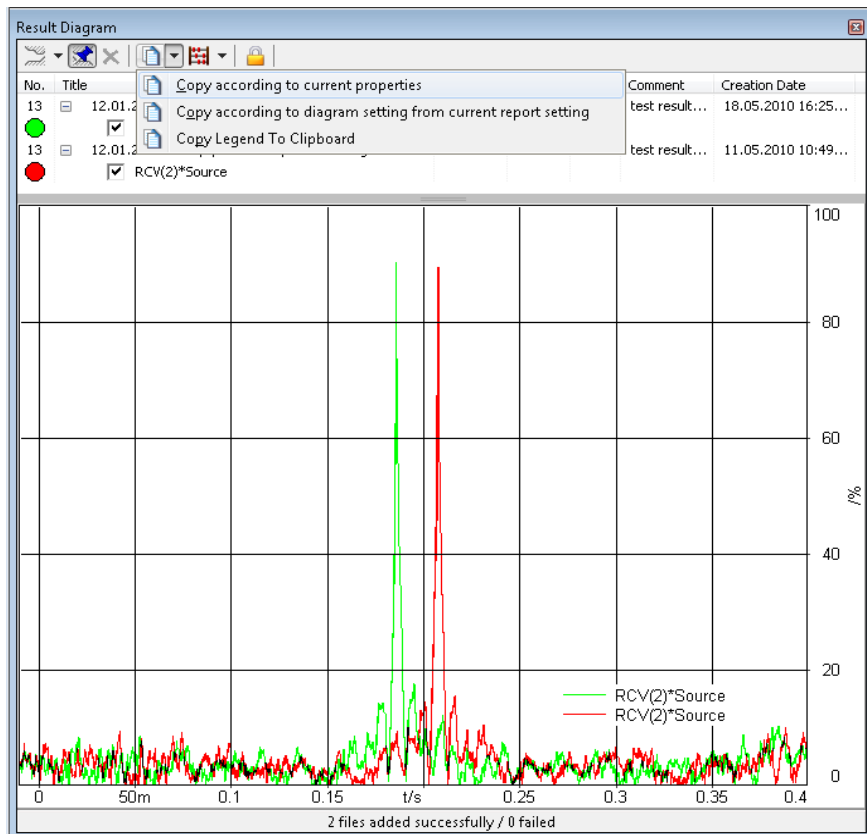 Result Diagram
Copy according to current properties
Copy according to diagram setting from current report setting
Copy Legend To Clipboard
No. Title Comment Creation Date
13 12.01.2 test result... 18.05.2010 16:25...
13 12.01.2 test result... 11.05.2010 10:49...
RCV(2)*Source
100
80
60
/%
40
20
RCV(2)*Source
RCV(2)*Source
0
0 50m 0.1 0.15 t/s 0.25 0.3 0.35 0.4
2 files added successfully / 0 failed